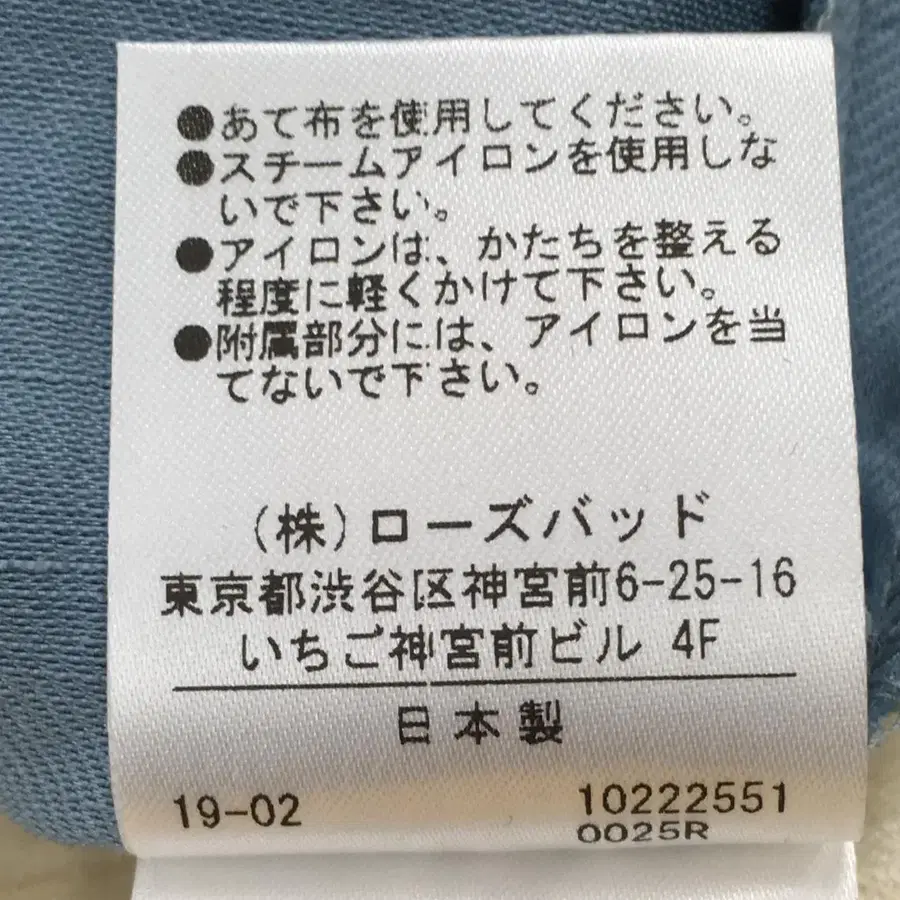 ●あて布を使用してください。
●スチームアイロンを使用しな
いで下さい。
●アイロンは、かたちを整える
程度に軽くかけて下さい。
●附属部分には、アイロンを当
てないで下さい。
(株)ローズバッド
東京都渋谷区神宮前6-25-16
いちご神宮前ビル 4F
日本製
19-02 10222551
0025R